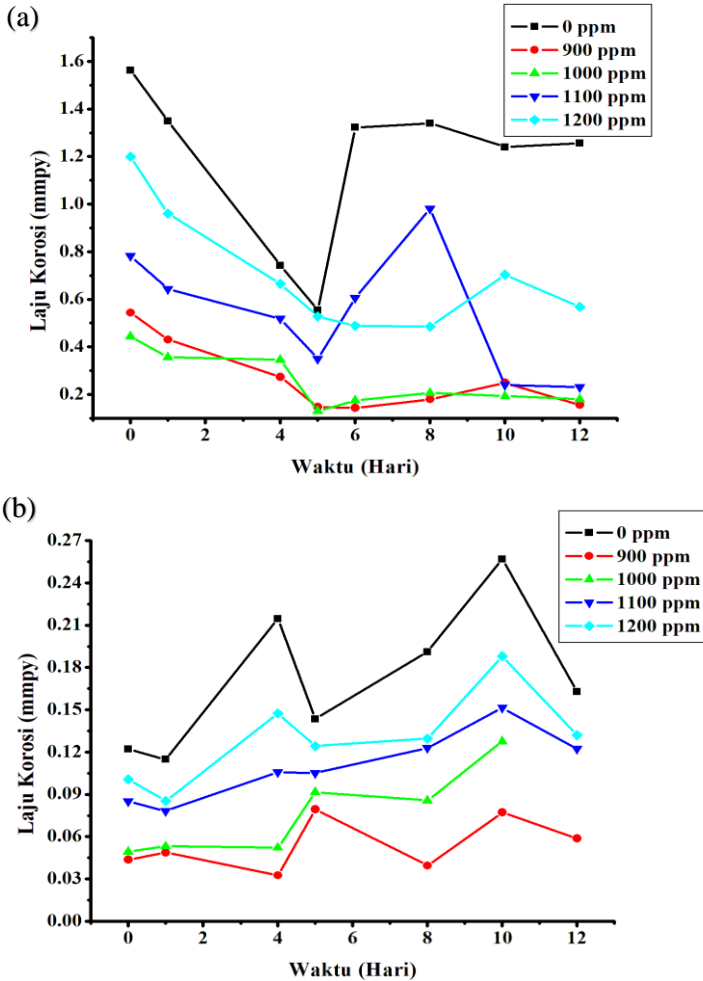 (a)
0 ppm
900 ppm
1000 ppm
1100 ppm
1200 ppm
1.6
1.4
1.2
1.0
0.8
0.6
0.4
0.2
Laju Korosi (mmpy)
0 2 4 6 8 10 12
Waktu (Hari)
(b)
0 ppm
900 ppm
1000 ppm
1100 ppm
1200 ppm
0.27
0.24
0.21
0.18
0.15
0.12
0.09
0.06
0.03
0.00
Laju Korosi (mmpy)
0 2 4 6 8 10 12
Waktu (Hari)